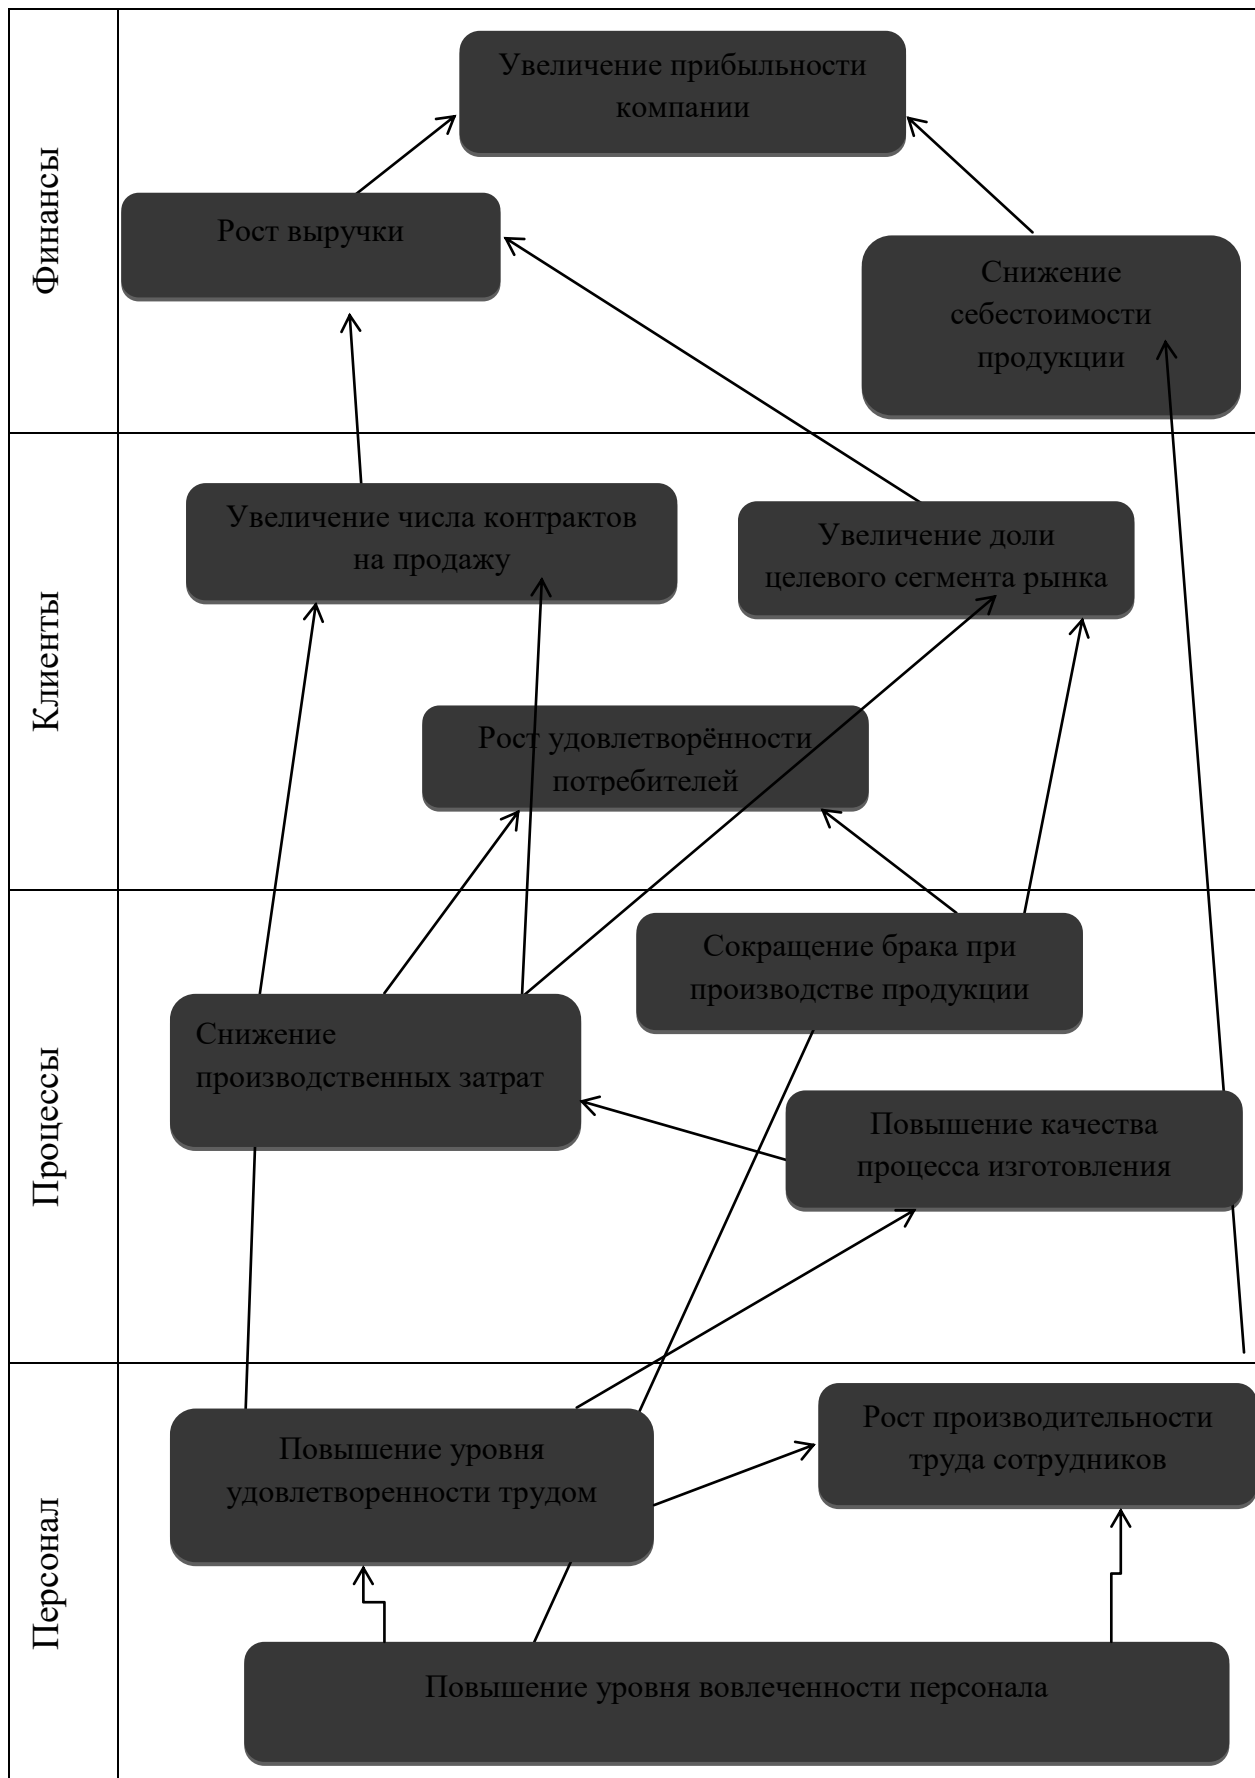 Финансы
Увеличение прибыльности
компании
Рост выручки
Снижение
себестоимости
продукции
Клиенты
Увеличение числа контрактов
на продажу
Увеличение доли
целевого сегмента рынка
Рост удовлетворённости
потребителей
Процессы
Сокращение брака при
производстве продукции
Снижение
производственных затрат
Повышение качества
процесса изготовления
Персонал
Рост производительности
труда сотрудников
Повышение уровня
удовлетворенности трудом
Повышение уровня вовлеченности персонала